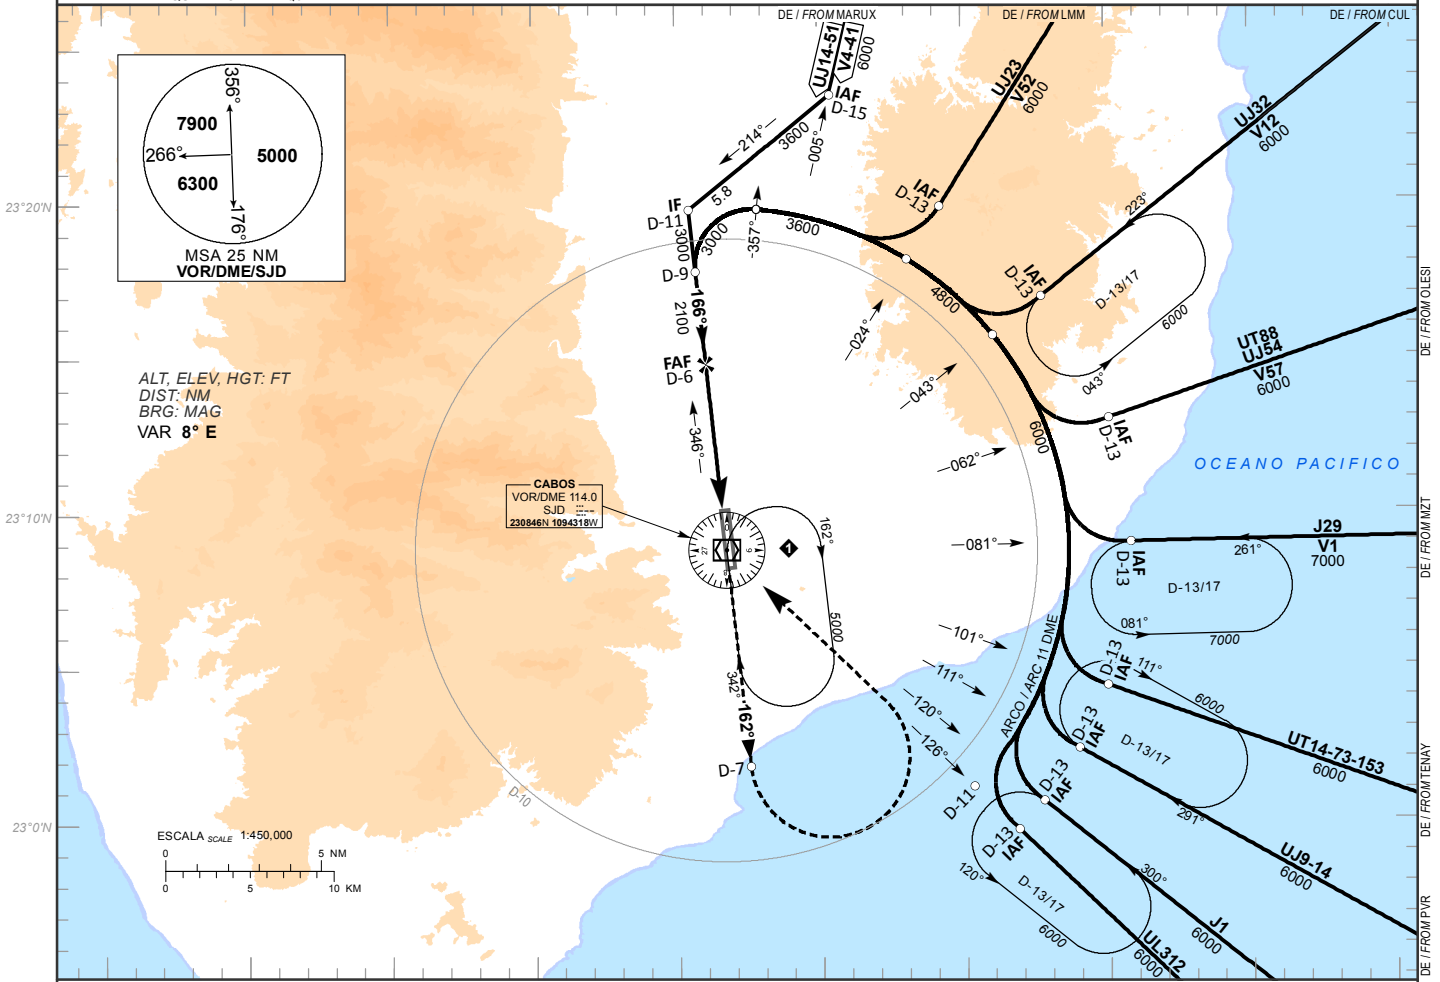 DE / FROM MARUX
DE / FROM LMM
DE / FROM CUL
356°
7900
266°
5000
6300
176°
MSA 25 NM
VOR/DME/SJD
UJ14-51
V4-41
6000
IAF
D-15
214°
3600
005°
5.8
IF
D-11
3000
3000
D-9
357°
3600
UJ23
V52
6000
IAF
D-13
UJ32
V12
6000
223°
IAF
D-13
D-13/17
6000
043°
4800
UT88
UJ54
V57
6000
IAF
D-13
DE / FROM OLESI
23°20'N
166°
2100
FAF
D-6
346°
024°
043°
062°
6000
ALT, ELEV, HGT: FT
DIST: NM
BRG: MAG
VAR 8° E
OCEANO PACIFICO
CABOS
VOR/DME 114.0
SJD
230846N 1094318W
23°10'N
27
9
162°
1
081°
J29
V1
7000
261°
IAF
D-13
D-13/17
081°
7000
DE / FROM MZT
5000
101°
111°
120°
126°
ARCO / ARC 11 DME
342°
162°
D-7
D-10
D-13
IAF
111°
6000
UT14-73-153
6000
D-13
IAF
D-13/17
291°
UJ9-14
6000
DE / FROM TENAY
D-11
D-13
IAF
300°
J1
6000
D-13
IAF
120°
D-13/17
6000
UL312
6000
DE / FROM PVR
23°0'N
ESCALA SCALE 1:450,000
0 5 NM
0 5 10 KM